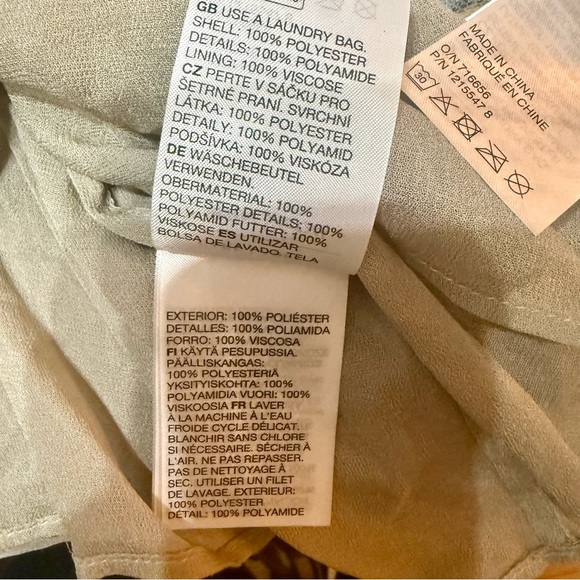 GB USE A LAUNDRY BAG.
SHELL: 100% POLYESTER
DETAILS: 100% POLYAMIDE
LINING: 100% VISCOSE
CZ PERTE V SÁČKU PRO
ŠETRNÉ PRANÍ. SVRCHNÍ
LÁTKA: 100% POLYESTER
DETAILY: 100% POLYAMID
PODŠÍVKA: 100% VISKÓZA
DE WÄSCHEBEUTEL
VERWENDEN.
OBERMATERIAL: 100%
POLYESTER DETAILS: 100%
POLYAMID FUTTER: 100%
VISKOSE ES UTILIZAR
BOLSA DE LAVADO. TELA
EXTERIOR: 100% POLIÉSTER
DETALLES: 100% POLIAMIDA
FORRO: 100% VISCOSA
FI KÄYTÄ PESUPUSSIA.
PÄÄLLISKANGAS:
100% POLYESTERIÄ
YKSITYISKOHTA: 100%
POLYAMIDIA VUORI: 100%
VISKOOSIA FR LAVER
À LA MACHINE À L'EAU
FROIDE CYCLE DÉLICAT.
BLANCHIR SANS CHLORE
SI NÉCESSAIRE. SÉCHER À
L'AIR. NE PAS REPASSER.
PAS DE NETTOYAGE À
SEC. UTILISER UN FILET
DE LAVAGE. EXTERIEUR:
100% POLYESTER
DÉTAIL: 100% POLYAMIDE
MADE IN CHINA
FABRIQUÉ EN CHINE
O/N 716656
P/N 1215547 8
30